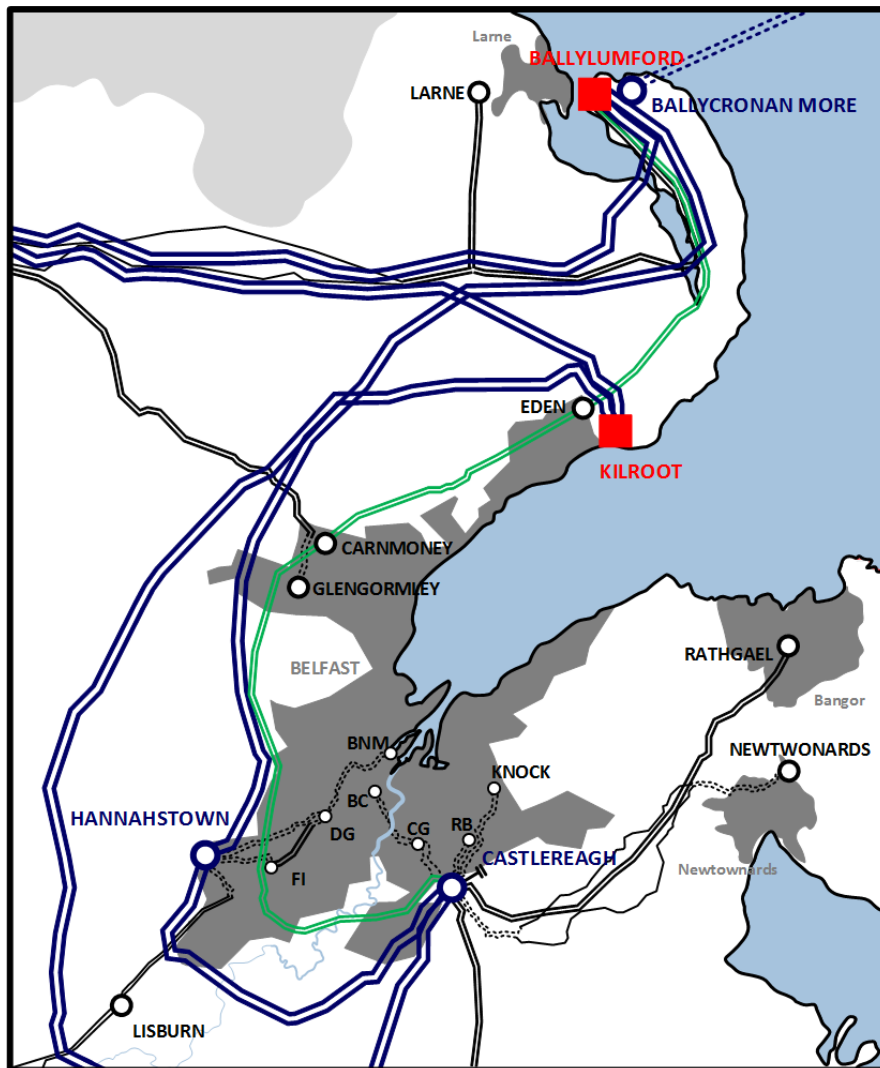 Larne
BALLYLUMFORD
LARNE
BALLYCRONAN MORE
EDEN
KILROOT
CARNMONEY
GLENGORMLEY
RATHGAEL
BELFAST
Bangor
BNM
NEWTWONARDS
KNOCK
BC
HANNAHSTOWN
DG
CG
RB
CASTLEREAGH
FI
Newtownards
LISBURN